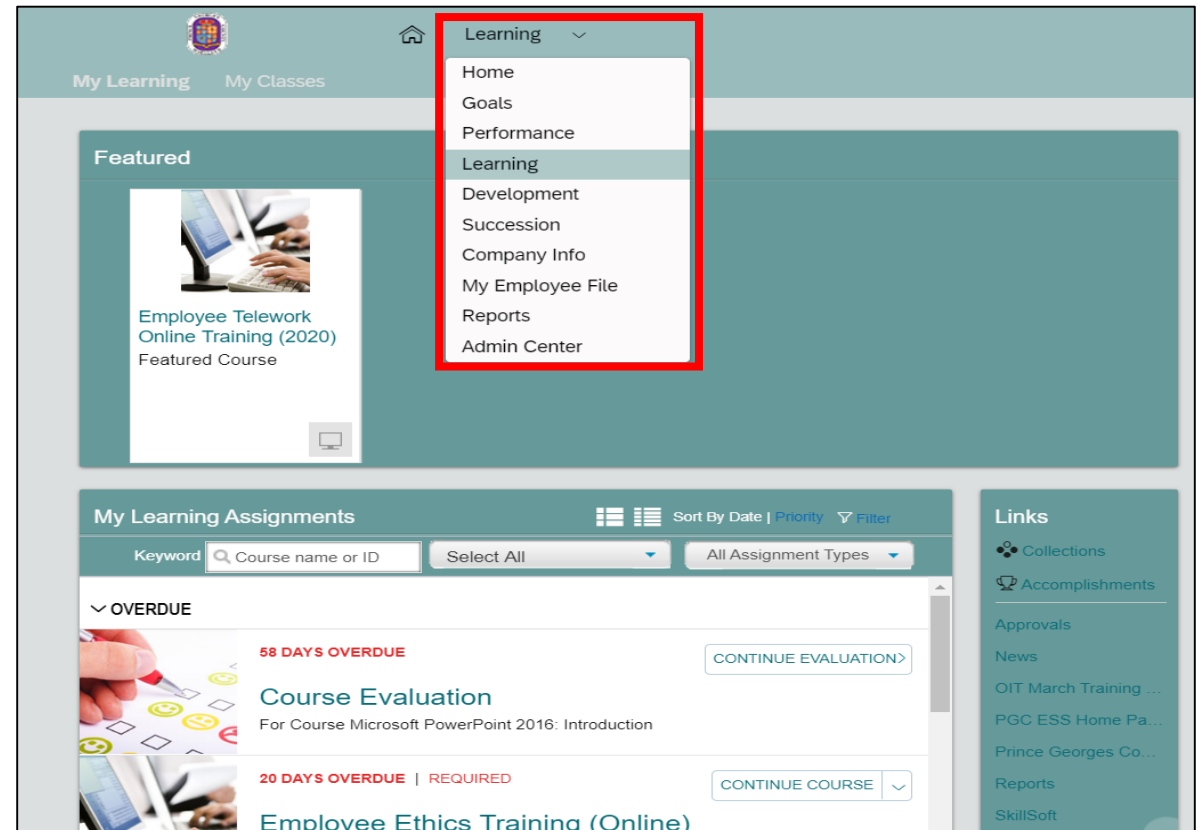 Learning
My Learning My Classes
Home
Goals
Performance
Learning
Development
Succession
Company Info
My Employee File
Reports
Admin Center
Featured
Employee Telework
Online Training (2020)
Featured Course
My Learning Assignments Sort By Date | Priority Filter
Keyword Course name or ID Select All All Assignment Types
OVERDUE
58 DAYS OVERDUE CONTINUE EVALUATION>
Course Evaluation
For Course Microsoft PowerPoint 2016: Introduction
20 DAYS OVERDUE | REQUIRED CONTINUE COURSE
Employee Ethics Training (Online)
Links
Collections
Accomplishments
Approvals
News
OIT March Training ...
PGC ESS Home Pa...
Prince Georges Co...
Reports
SkillSoft